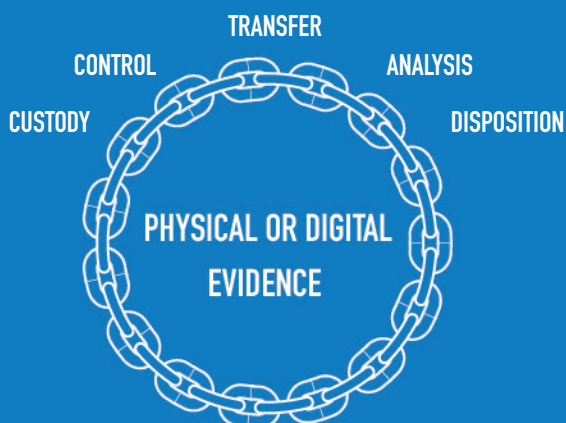 TRANSFER
CONTROL
ANALYSIS
CUSTODY
DISPOSITION
PHYSICAL OR DIGITAL
EVIDENCE